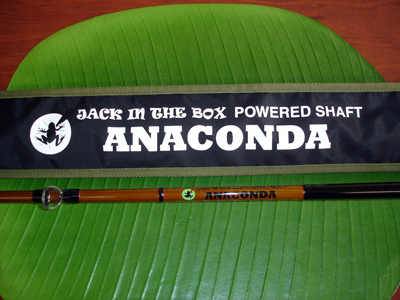 JACK IN THE BOX POWERED SHAFT
ANACONDA
ANACONDA